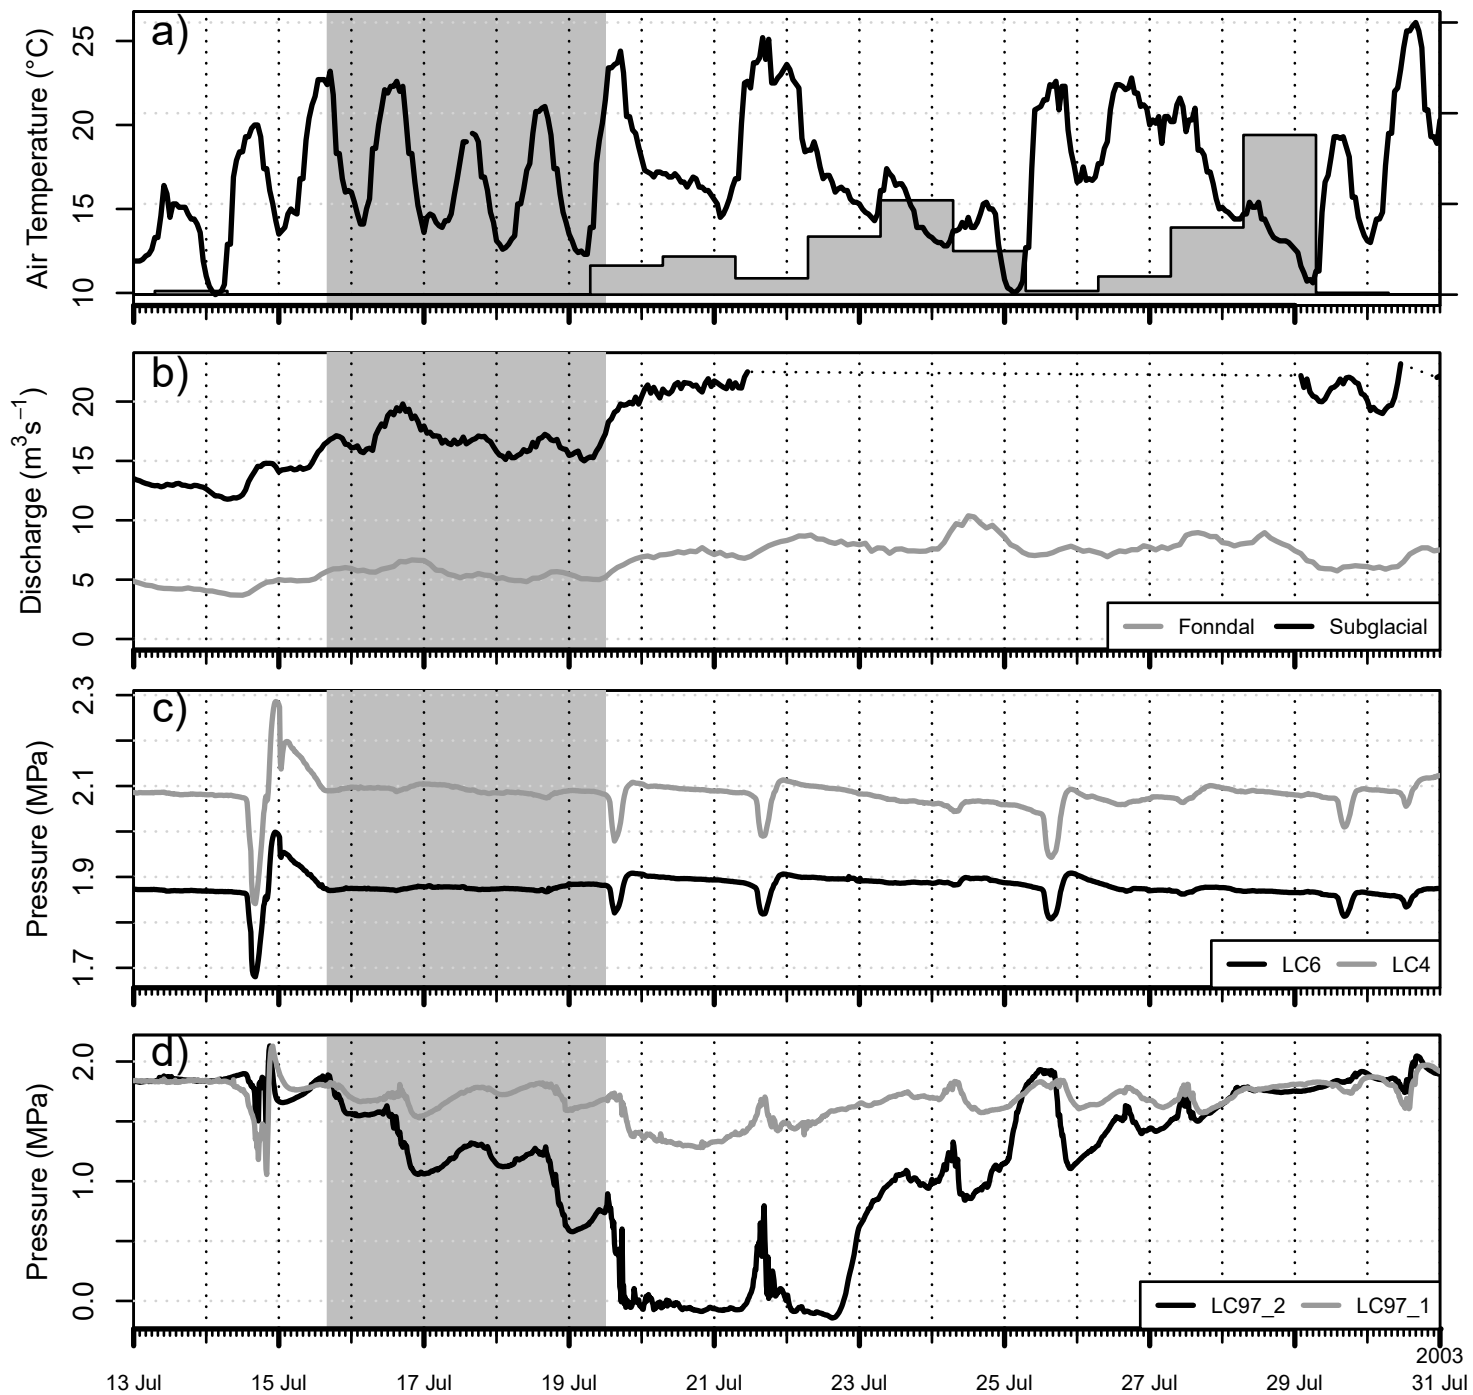 a)
Air Temperature (°C)
25
20
15
10
b)
Discharge (m³s⁻¹)
20
15
10
5
0
Fonndal Subglacial
c)
Pressure (MPa)
2.3
2.1
1.9
1.7
LC6 LC4
d)
Pressure (MPa)
2.0
1.0
0.0
LC97_2 LC97_1
2003
13 Jul 15 Jul 17 Jul 19 Jul 21 Jul 23 Jul 25 Jul 27 Jul 29 Jul 31 Jul